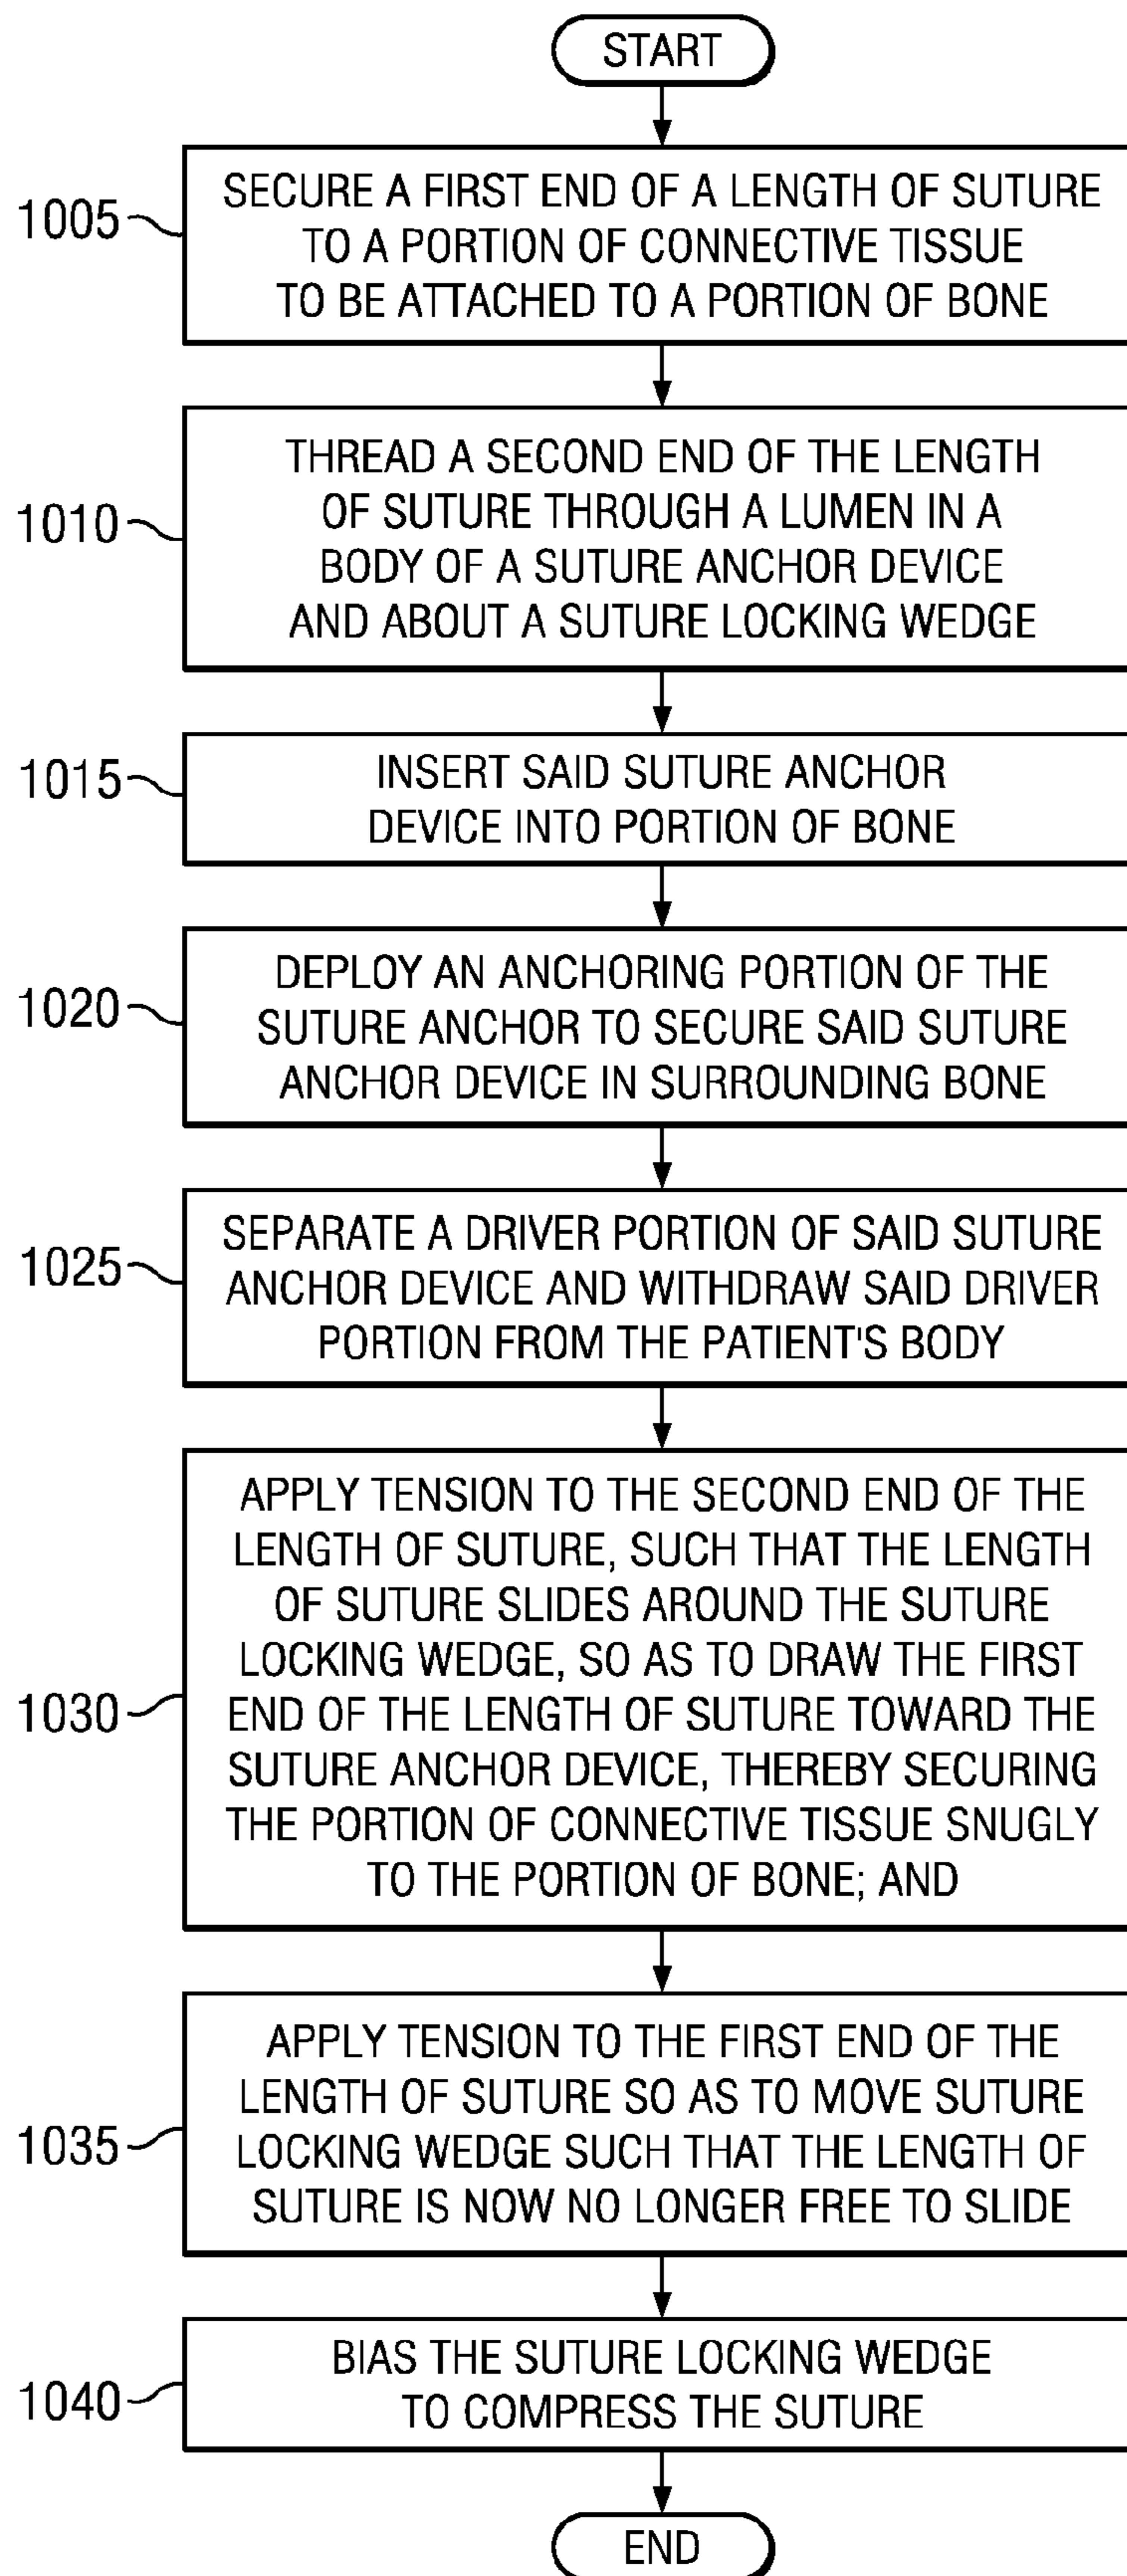 START
1005
SECURE A FIRST END OF A LENGTH OF SUTURE
TO A PORTION OF CONNECTIVE TISSUE
TO BE ATTACHED TO A PORTION OF BONE
1010
THREAD A SECOND END OF THE LENGTH
OF SUTURE THROUGH A LUMEN IN A
BODY OF A SUTURE ANCHOR DEVICE
AND ABOUT A SUTURE LOCKING WEDGE
1015
INSERT SAID SUTURE ANCHOR
DEVICE INTO PORTION OF BONE
1020
DEPLOY AN ANCHORING PORTION OF THE
SUTURE ANCHOR TO SECURE SAID SUTURE
ANCHOR DEVICE IN SURROUNDING BONE
1025
SEPARATE A DRIVER PORTION OF SAID SUTURE
ANCHOR DEVICE AND WITHDRAW SAID DRIVER
PORTION FROM THE PATIENT'S BODY
1030
APPLY TENSION TO THE SECOND END OF THE
LENGTH OF SUTURE, SUCH THAT THE LENGTH
OF SUTURE SLIDES AROUND THE SUTURE
LOCKING WEDGE, SO AS TO DRAW THE FIRST
END OF THE LENGTH OF SUTURE TOWARD THE
SUTURE ANCHOR DEVICE, THEREBY SECURING
THE PORTION OF CONNECTIVE TISSUE SNUGLY
TO THE PORTION OF BONE; AND
1035
APPLY TENSION TO THE FIRST END OF THE
LENGTH OF SUTURE SO AS TO MOVE SUTURE
LOCKING WEDGE SUCH THAT THE LENGTH OF
SUTURE IS NOW NO LONGER FREE TO SLIDE
1040
BIAS THE SUTURE LOCKING WEDGE
TO COMPRESS THE SUTURE
END